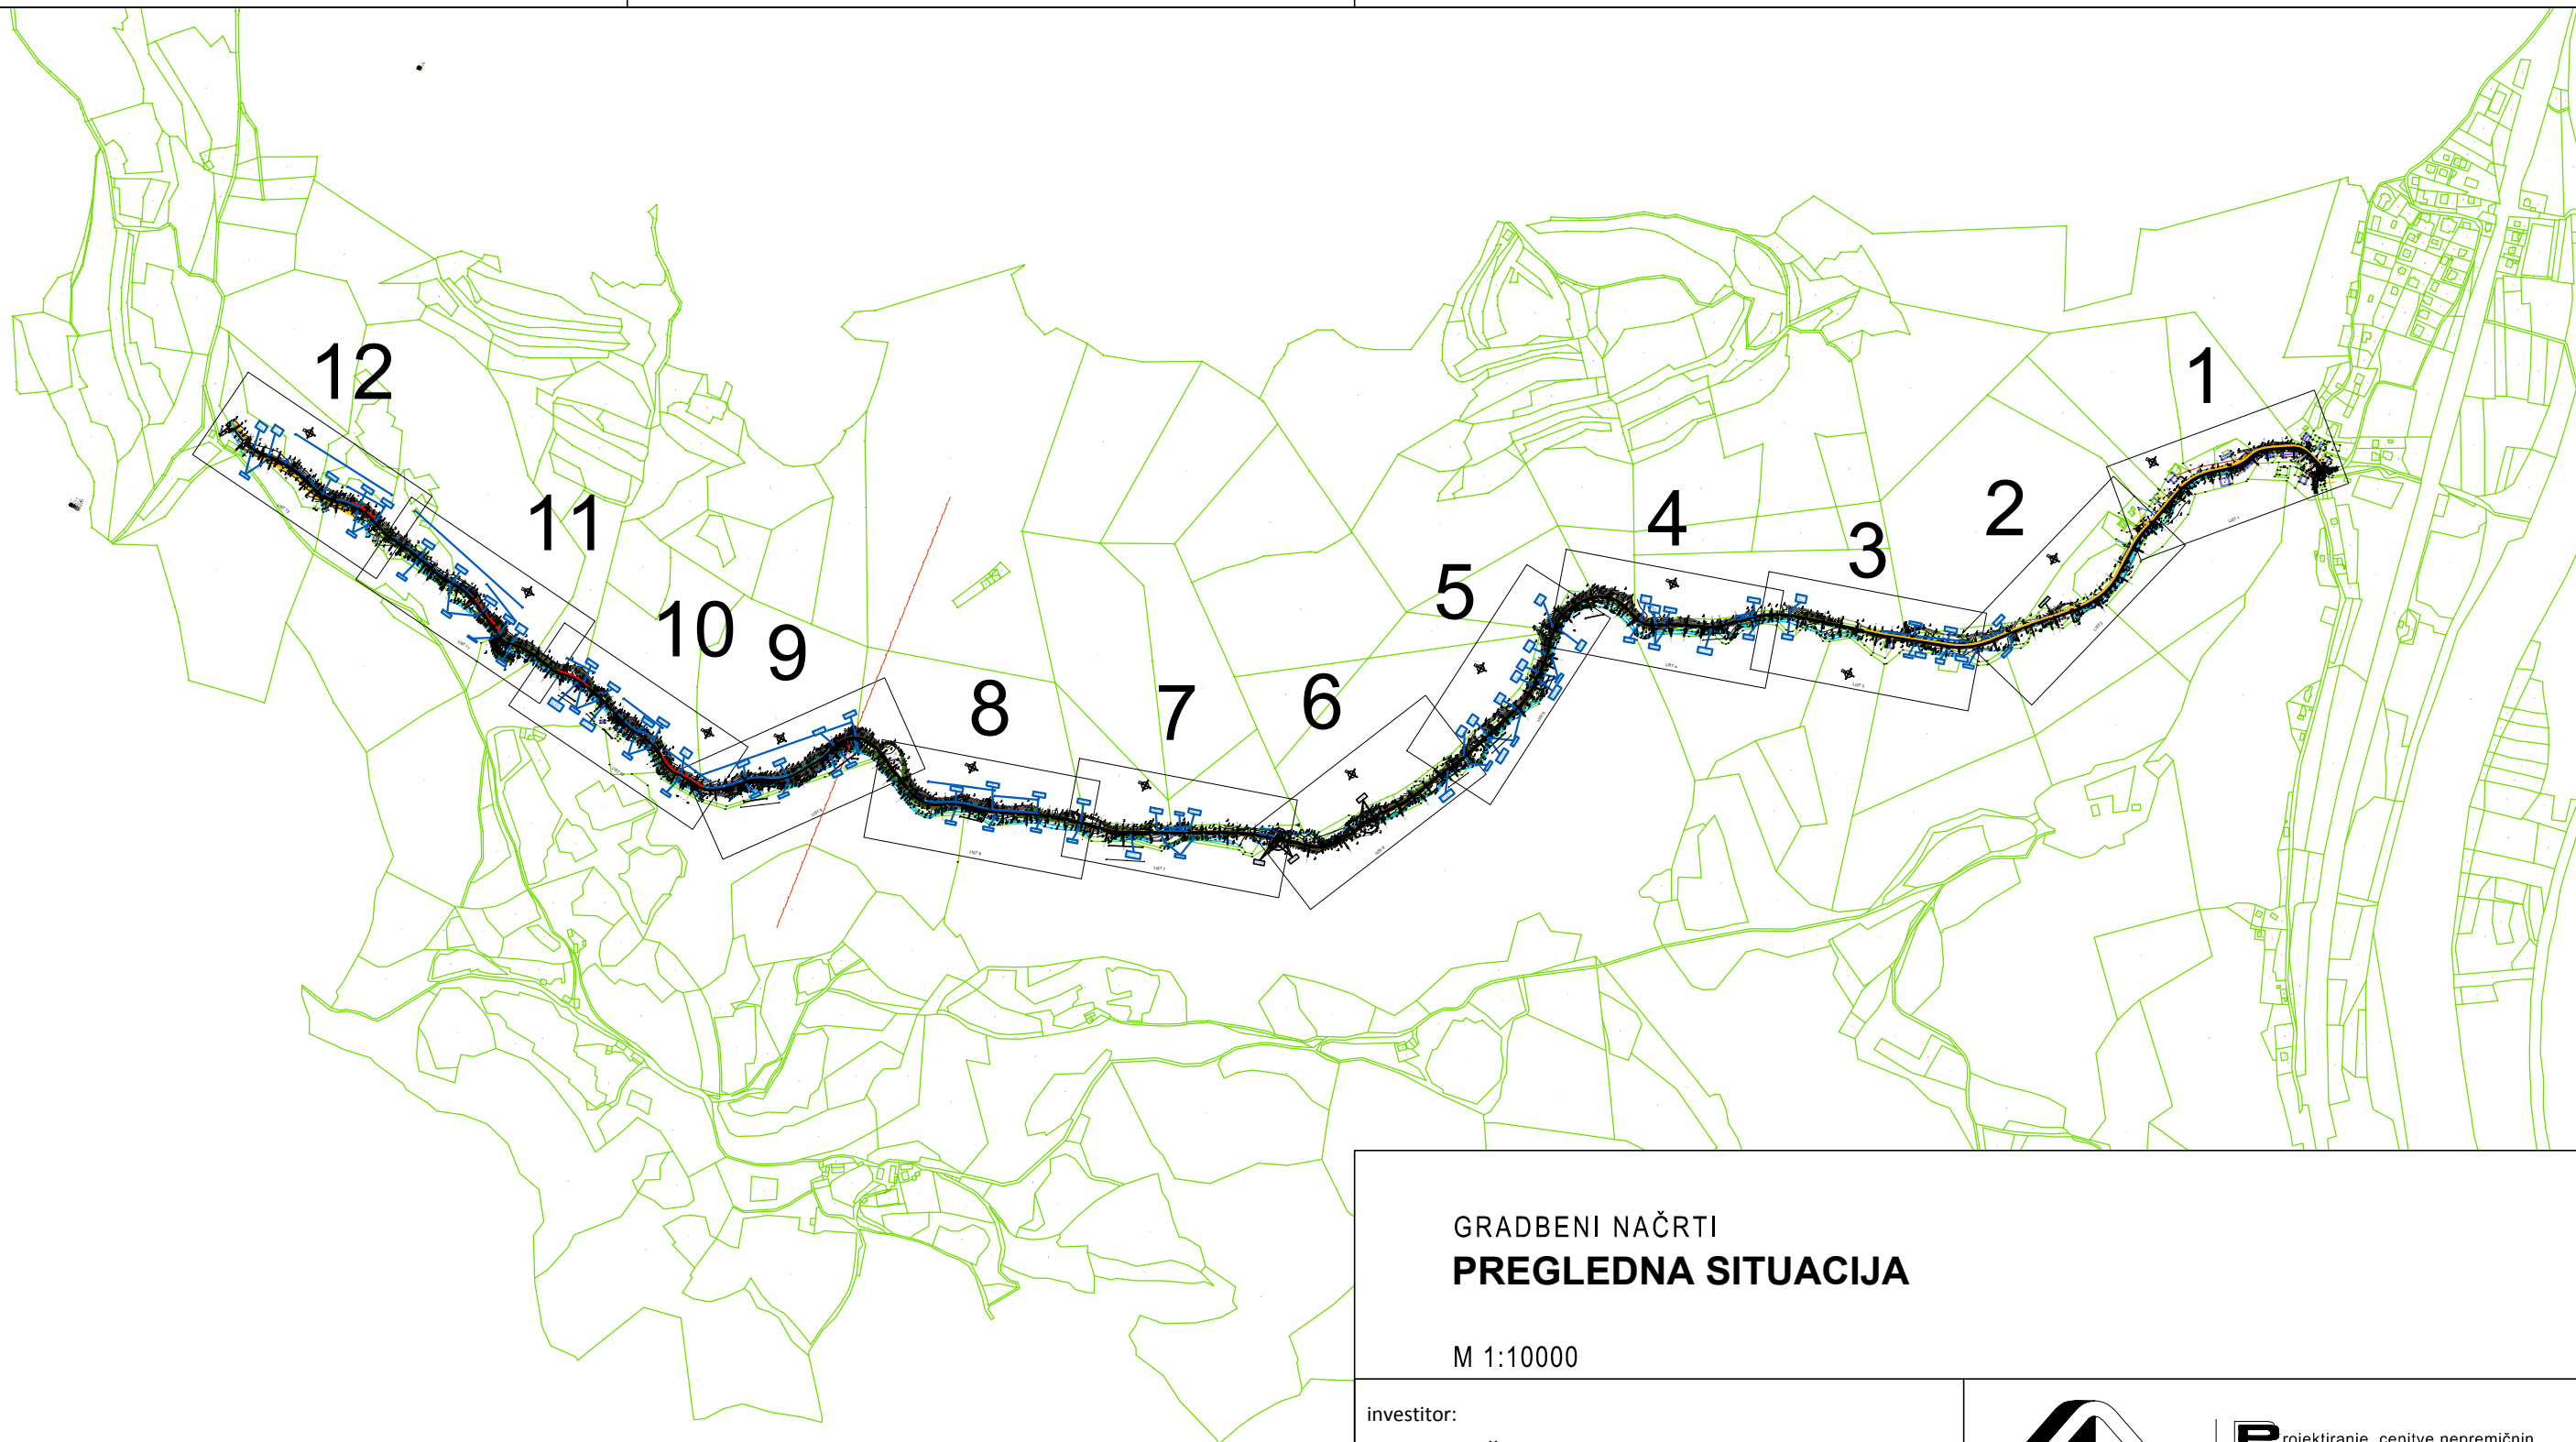 12
11
10
9
8
7
6
5
4
3
2
1
GRADBENI NAČRTI
PREGLEDNA SITUACIJA
M 1:10000
investitor:
Projektiranje, cenitve nepremičnin